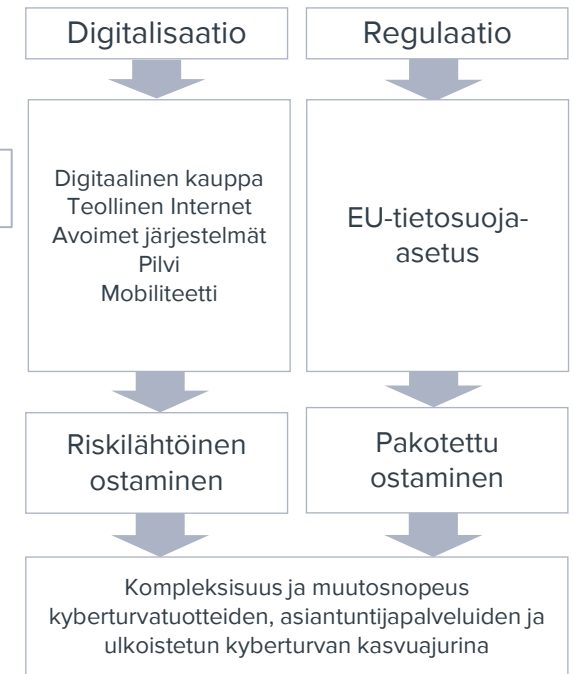 Digitalisaatio
Regulaatio
Digitaalinen kauppa
Teollinen Internet
Avoimet järjestelmät
Pilvi
Mobiliteetti
EU-tietosuoja-
asetus
Riskilähtöinen
ostaminen
Pakotettu
ostaminen
Kompleksisuus ja muutosnopeus
kyberturvatuotteiden, asiantuntijapalveluiden ja
ulkoistetun kyberturvan kasvuajurina